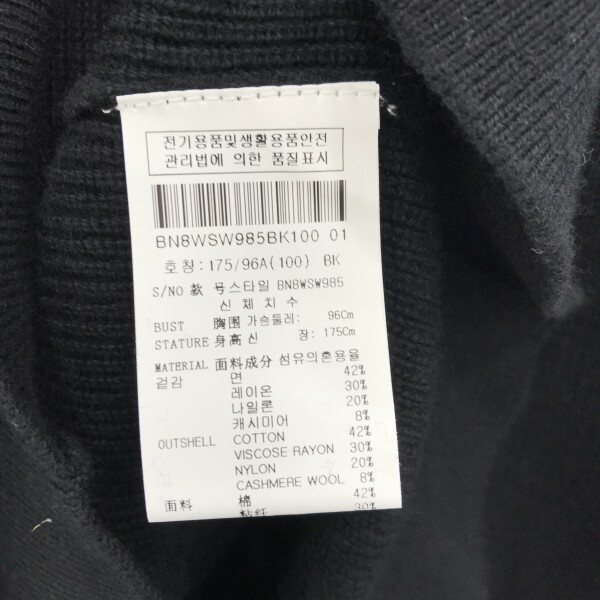 전기용품및생활용품안전
관리법에 의한 품질표시
BN8WSW985BK100 01
호칭:175/96A(100) BK
S/NO 款 号스타일 BN8WSW985
신체치수
BUST 胸围 가슴둘레: 96Cm
STATURE 身高 신 장: 175Cm
MATERIAL 面料成分 섬유의혼용율
겉감 면 42%
레이온 30%
나일론 20%
캐시미어 8%
OUTSHELL COTTON 42%
VISCOSE RAYON 30%
NYLON 20%
CASHMERE WOOL 8%
面料 棉 42%
粘纤 30%